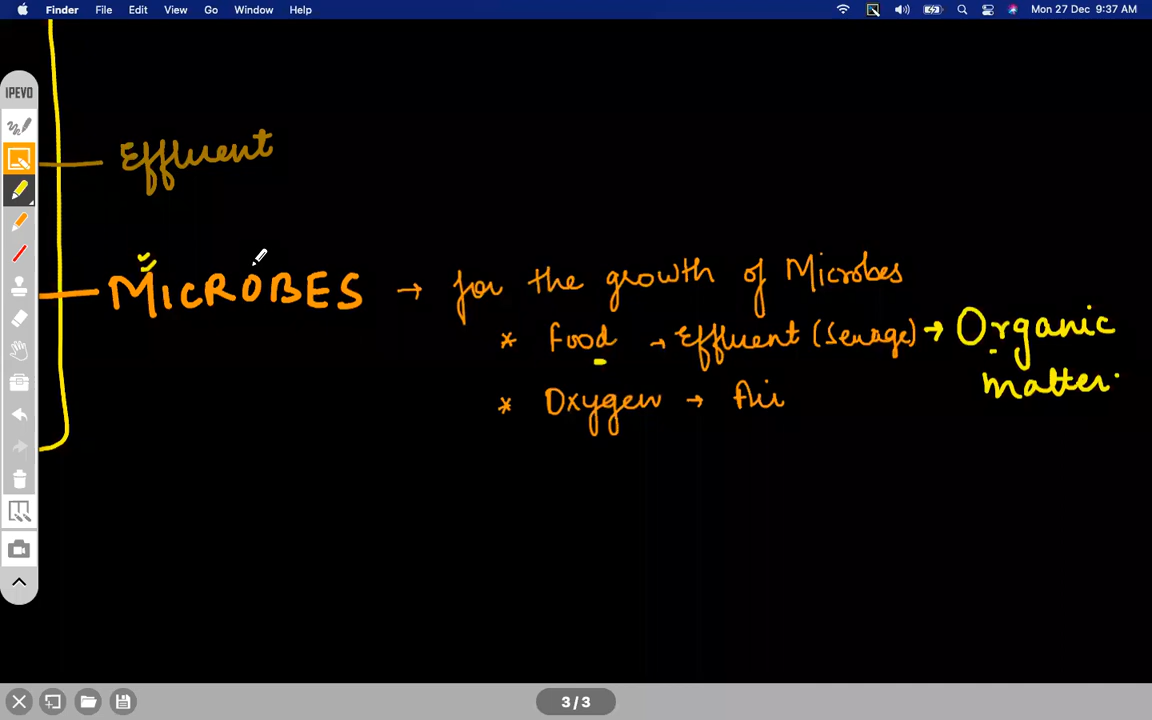 Finder File Edit View Go Window Help Mon 27 Dec 9:37 AM
IPEVO
Effluent
MICROBES → for the growth of Microbes
* Food → Effluent (Sewage) → Organic matter.
* Oxygen → Air
3/3